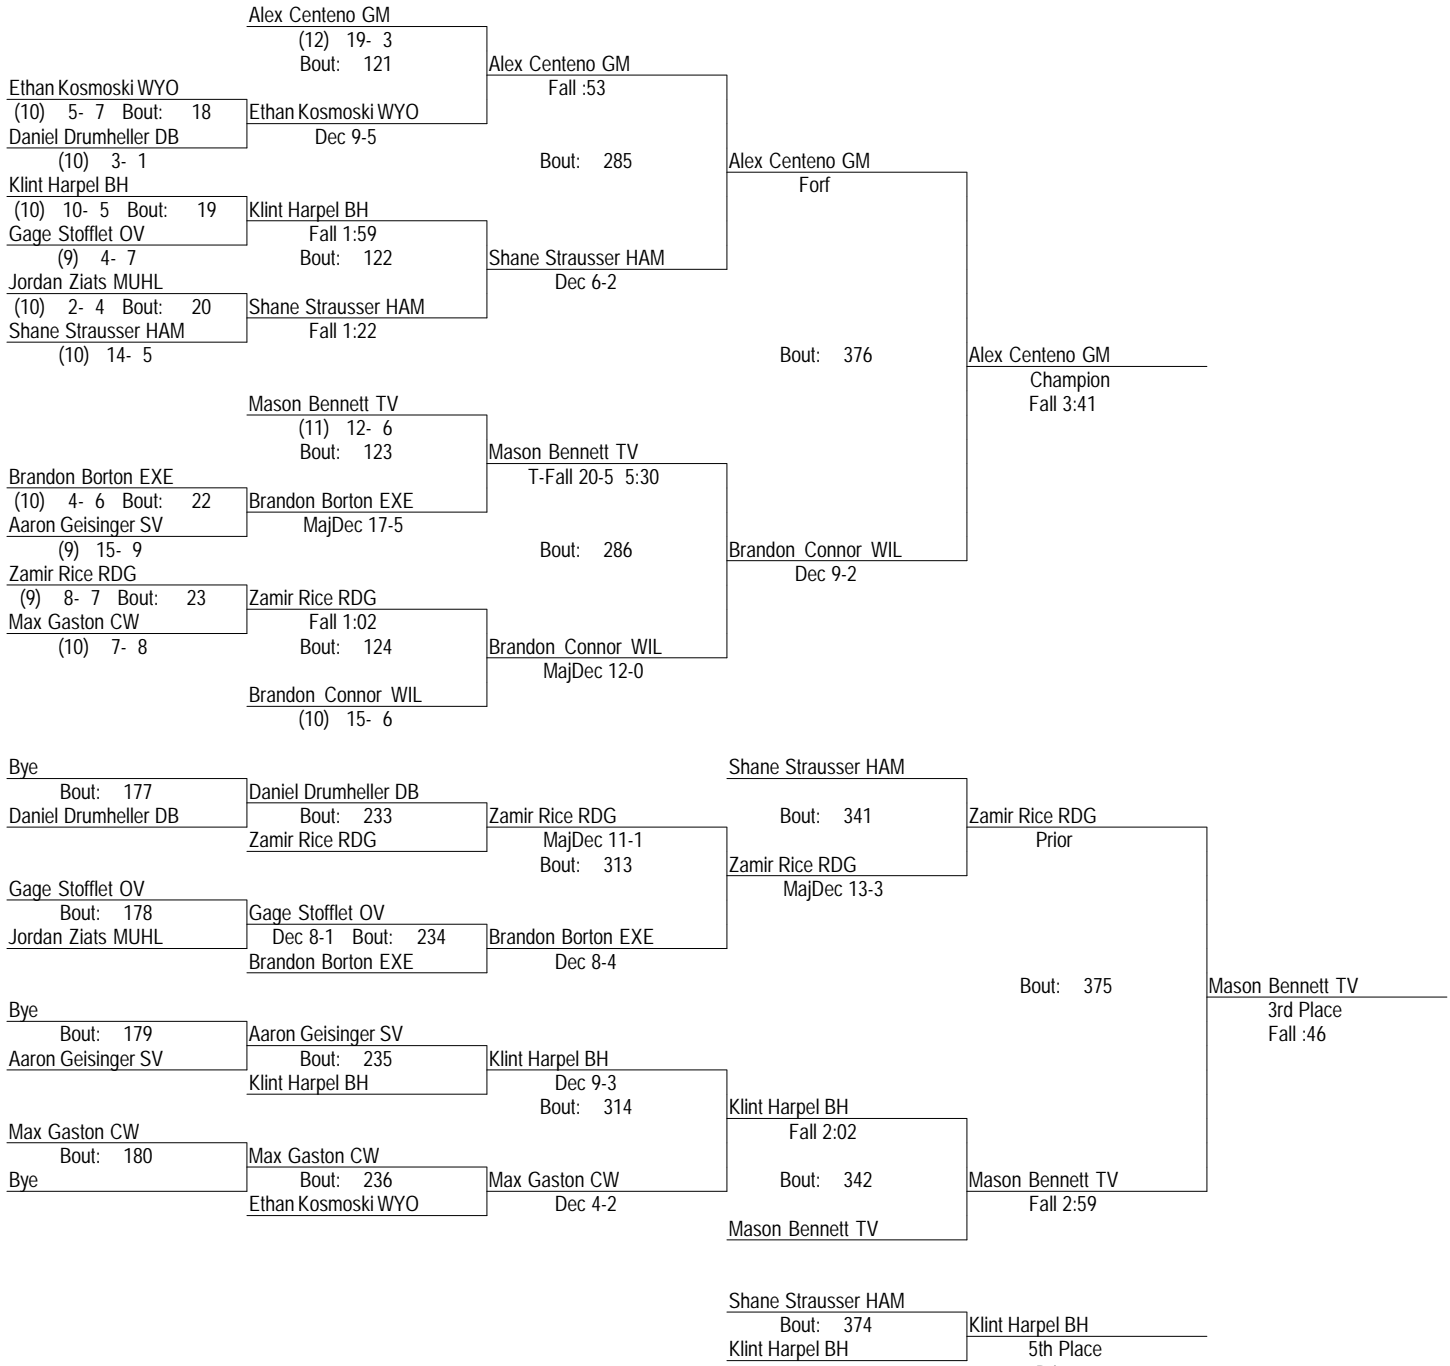 Alex Centeno GM
(12) 19- 3
Bout: 121
Alex Centeno GM
Ethan Kosmoski WYO
Fall :53
(10) 5- 7 Bout: 18
Ethan Kosmoski WYO
Daniel Drumheller DB
Dec 9-5
(10) 3- 1
Bout: 285
Alex Centeno GM
Klint Harpel BH
Forf
(10) 10- 5 Bout: 19
Klint Harpel BH
Gage Stofflet OV
Fall 1:59
(9) 4- 7
Bout: 122
Shane Strausser HAM
Jordan Ziats MUHL
Dec 6-2
(10) 2- 4 Bout: 20
Shane Strausser HAM
Shane Strausser HAM
Fall 1:22
(10) 14- 5
Bout: 376
Alex Centeno GM
Champion
Fall 3:41
Mason Bennett TV
(11) 12- 6
Bout: 123
Mason Bennett TV
Brandon Borton EXE
T-Fall 20-5 5:30
(10) 4- 6 Bout: 22
Brandon Borton EXE
Aaron Geisinger SV
MajDec 17-5
(9) 15- 9
Bout: 286
Brandon Connor WIL
Zamir Rice RDG
Dec 9-2
(9) 8- 7 Bout: 23
Zamir Rice RDG
Max Gaston CW
Fall 1:02
(10) 7- 8
Bout: 124
Brandon Connor WIL
MajDec 12-0
Brandon Connor WIL
(10) 15- 6
Bye
Shane Strausser HAM
Bout: 177
Daniel Drumheller DB
Daniel Drumheller DB
Bout: 233
Zamir Rice RDG
Bout: 341
Zamir Rice RDG
Zamir Rice RDG
MajDec 11-1
Prior
Bout: 313
Zamir Rice RDG
Gage Stofflet OV
MajDec 13-3
Bout: 178
Gage Stofflet OV
Jordan Ziats MUHL
Dec 8-1 Bout: 234
Brandon Borton EXE
Brandon Borton EXE
Dec 8-4
Bout: 375
Mason Bennett TV
Bye
3rd Place
Bout: 179
Aaron Geisinger SV
Fall :46
Aaron Geisinger SV
Bout: 235
Klint Harpel BH
Klint Harpel BH
Dec 9-3
Bout: 314
Klint Harpel BH
Max Gaston CW
Fall 2:02
Bout: 180
Max Gaston CW
Bye
Bout: 236
Max Gaston CW
Bout: 342
Mason Bennett TV
Ethan Kosmoski WYO
Dec 4-2
Fall 2:59
Mason Bennett TV
Shane Strausser HAM
Bout: 374
Klint Harpel BH
Klint Harpel BH
5th Place